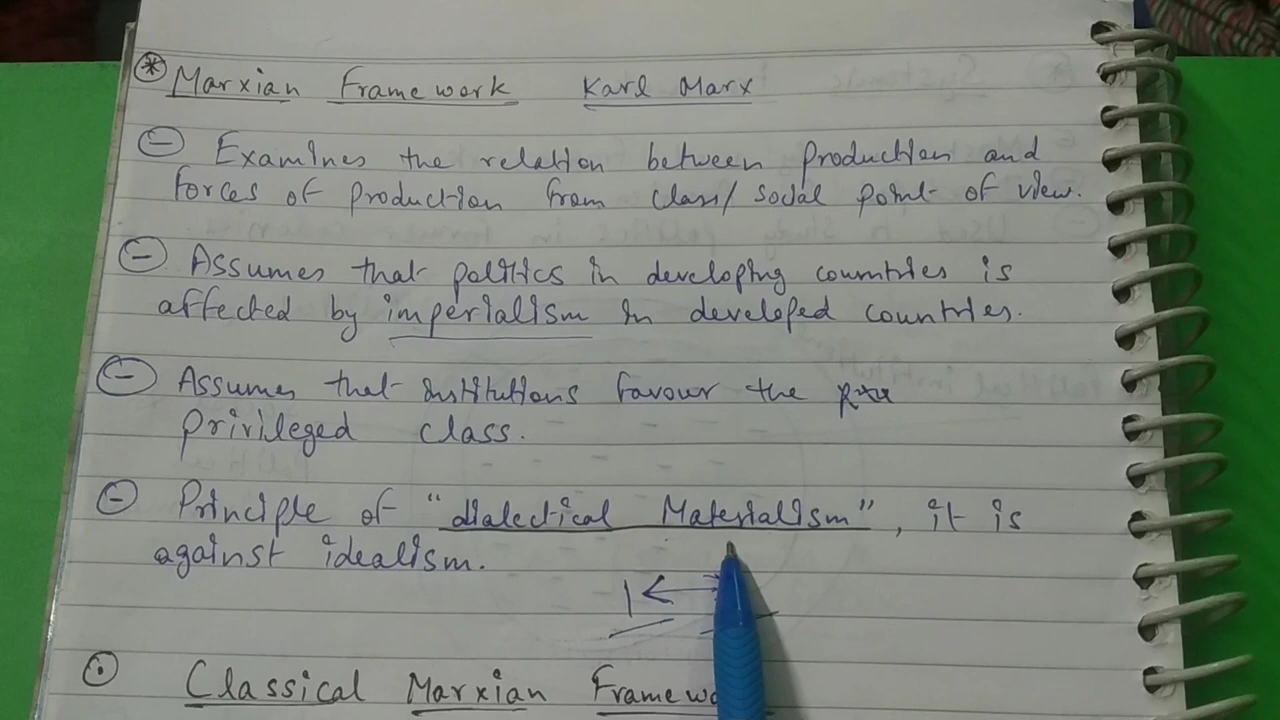 * Marxian Framework Karl Marx
- Examines the relation between production and
forces of production from class/ social point of view.
- Assumes that politics in developing countries is
affected by imperialism in developed countries.
- Assumes that institutions favour the
privileged class.
- Principle of "dialectical Materialism", it is
against idealism.
Classical Marxian Framewo